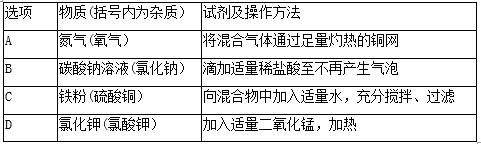 选项 物质(括号内为杂质) 试剂及操作方法
A 氮气(氧气) 将混合气体通过足量灼热的铜网
B 碳酸钠溶液(氯化钠) 滴加适量稀盐酸至不再产生气泡
C 铁粉(硫酸铜) 向混合物中加入适量水，充分搅拌、过滤
D 氯化钾(氯酸钾) 加入适量二氧化锰，加热